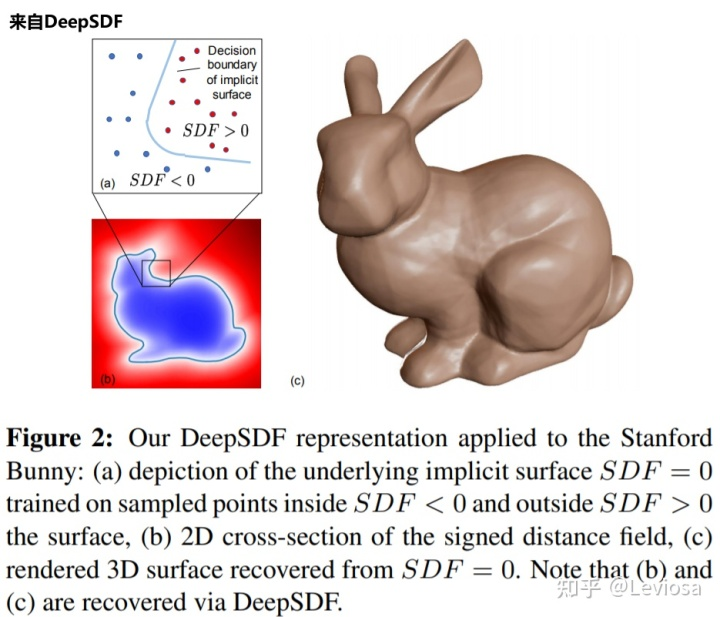 来自DeepSDF
Decision
boundary
of implicit
surface
SDF > 0
(a) SDF < 0
(b)
(c)
Figure 2: Our DeepSDF representation applied to the Stanford
Bunny: (a) depiction of the underlying implicit surface SDF = 0
trained on sampled points inside SDF < 0 and outside SDF > 0
the surface, (b) 2D cross-section of the signed distance field, (c)
rendered 3D surface recovered from SDF = 0. Note that (b) and
(c) are recovered via DeepSDF.
知乎 @Leviosa